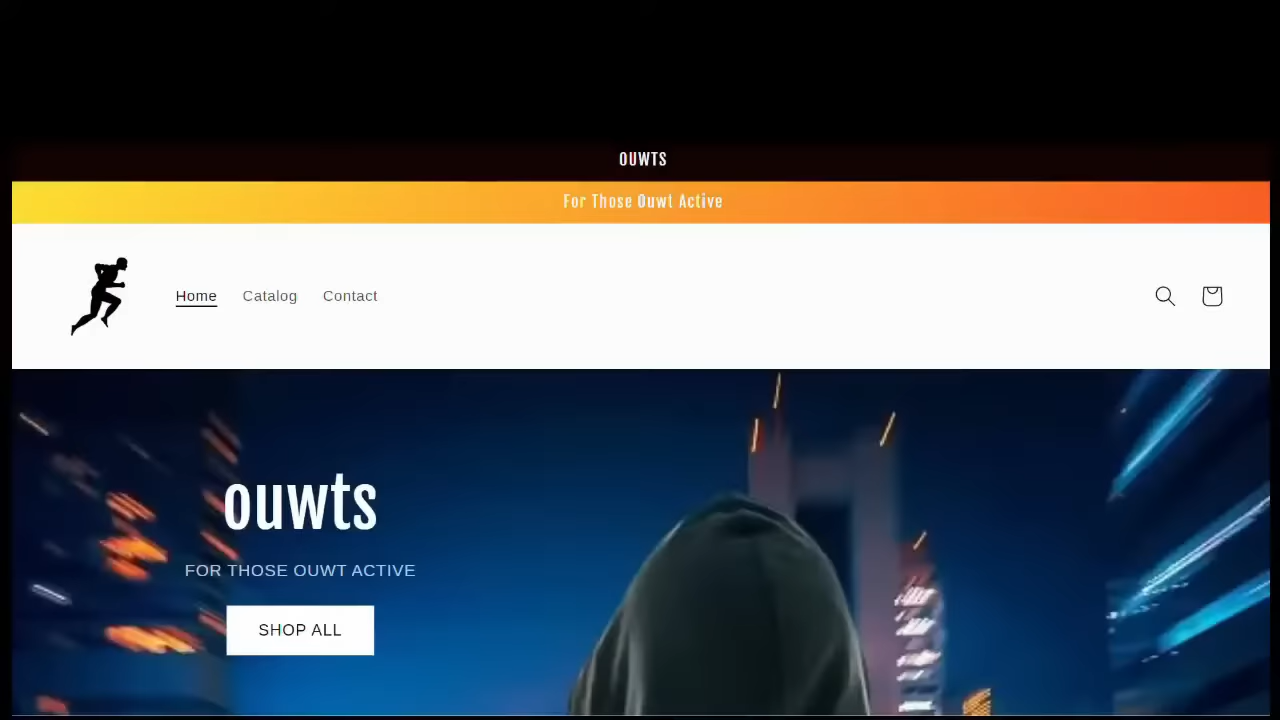 OUWTS
For Those Ouwt Active
Home Catalog Contact
ouwts
FOR THOSE OUWT ACTIVE
SHOP ALL